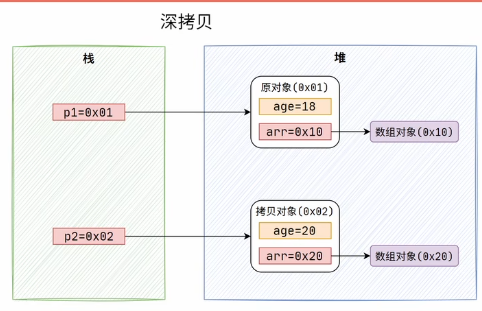 深拷贝
栈
堆
p1=0x01
原对象(0x01)
age=18
arr=0x10
数组对象(0x10)
p2=0x02
拷贝对象(0x02)
age=20
arr=0x20
数组对象(0x20)